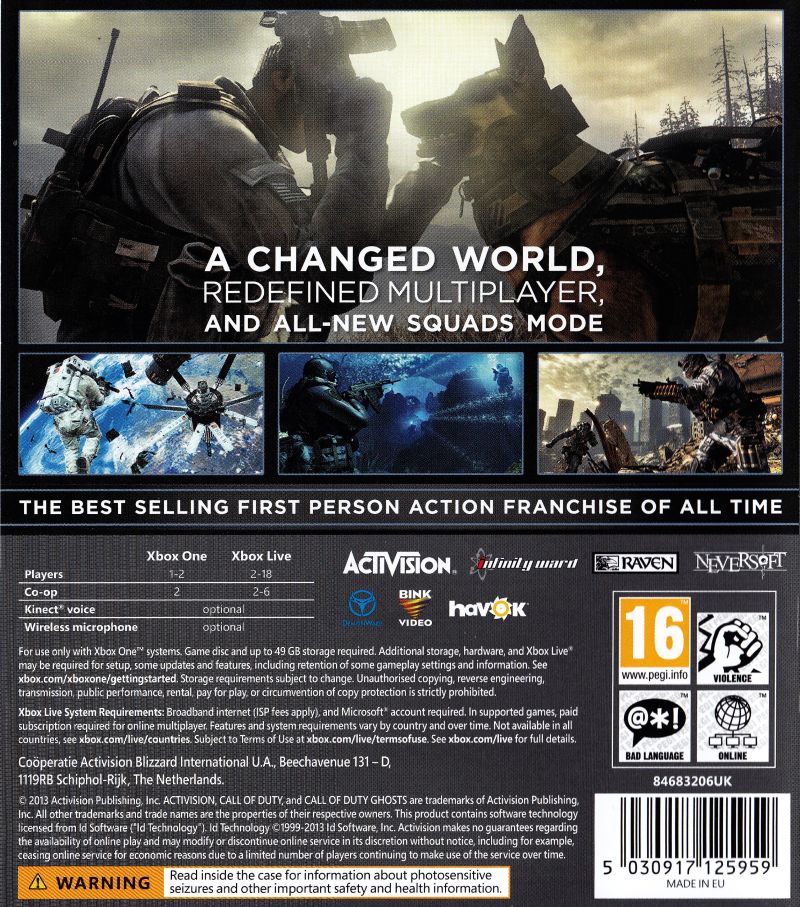 A CHANGED WORLD,
REDEFINED MULTIPLAYER,
AND ALL-NEW SQUADS MODE
THE BEST SELLING FIRST PERSON ACTION FRANCHISE OF ALL TIME
Xbox One Xbox Live
Players 1-2 2-18
Co-op 2 2-6
Kinect® voice optional
Wireless microphone optional
ACTIVISION. infinity ward RAVEN NEVERSOFT
DemonWare BINK VIDEO havok
For use only with Xbox One™ systems. Game disc and up to 49 GB storage required. Additional storage, hardware, and Xbox Live®
may be required for setup, some updates and features, including retention of some gameplay settings and information. See
xbox.com/xboxone/gettingstarted. Storage requirements subject to change. Unauthorised copying, reverse engineering,
transmission, public performance, rental, pay for play, or circumvention of copy protection is strictly prohibited.
Xbox Live System Requirements: Broadband internet (ISP fees apply), and Microsoft® account required. In supported games, paid
subscription required for online multiplayer. Features and system requirements vary by country and over time. Not available in all
countries, see xbox.com/live/countries. Subject to Terms of Use at xbox.com/live/termsofuse. See xbox.com/live for full details.
Coöperatie Activision Blizzard International U.A., Beechavenue 131 – D,
1119RB Schiphol-Rijk, The Netherlands.
© 2013 Activision Publishing, Inc. ACTIVISION, CALL OF DUTY, and CALL OF DUTY GHOSTS are trademarks of Activision Publishing,
Inc. All other trademarks and trade names are the properties of their respective owners. This product contains software technology
licensed from Id Software ("Id Technology"). Id Technology ©1999-2013 Id Software, Inc. Activision makes no guarantees regarding
the availability of online play and may modify or discontinue online service in its discretion without notice, including for example,
ceasing online service for economic reasons due to a limited number of players continuing to make use of the service over time.
WARNING
Read inside the case for information about photosensitive
seizures and other important safety and health information.
16 ™
www.pegi.info
™
VIOLENCE
@*! ™
BAD LANGUAGE
™
ONLINE
84683206UK
5 030917 125959
MADE IN EU